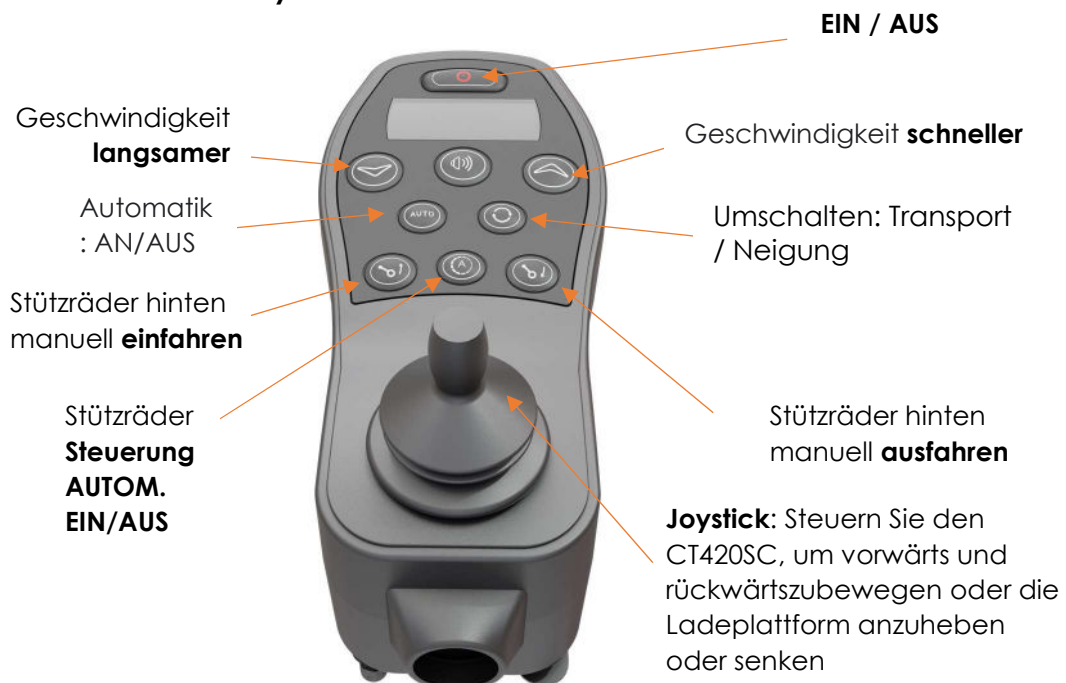 EIN / AUS
Geschwindigkeit
langsamer
Geschwindigkeit schneller
Automatik
: AN/AUS
Umschalten: Transport
/ Neigung
AUTO
A
Stützräder hinten
manuell einfahren
Stützräder
Steuerung
AUTOM.
EIN/AUS
Stützräder hinten
manuell ausfahren
Joystick: Steuern Sie den
CT420SC, um vorwärts und
rückwärtszubewegen oder die
Ladeplattform anzuheben
oder senken